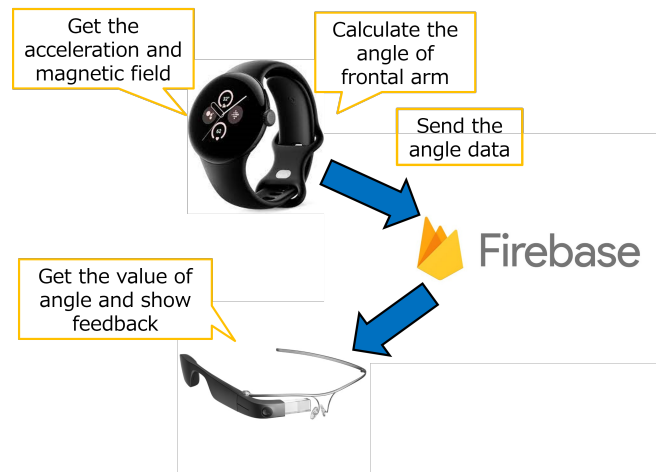 Get the
acceleration and
magnetic field
Calculate the
angle of
frontal arm
Send the
angle data
Firebase
Get the value of
angle and show
feedback